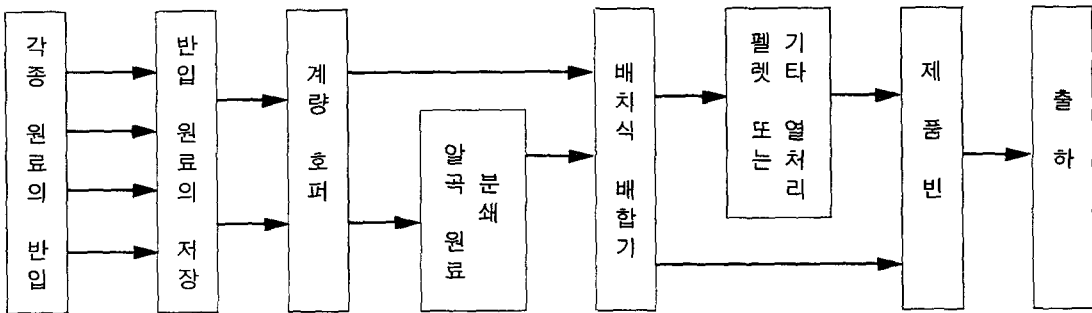 각종 원료의 반입
반입 원료의 저장
계량 호퍼
알곡 원료
분쇄
배치식 배합기
펠렛 또는
기타 열처리
제품빈
출하